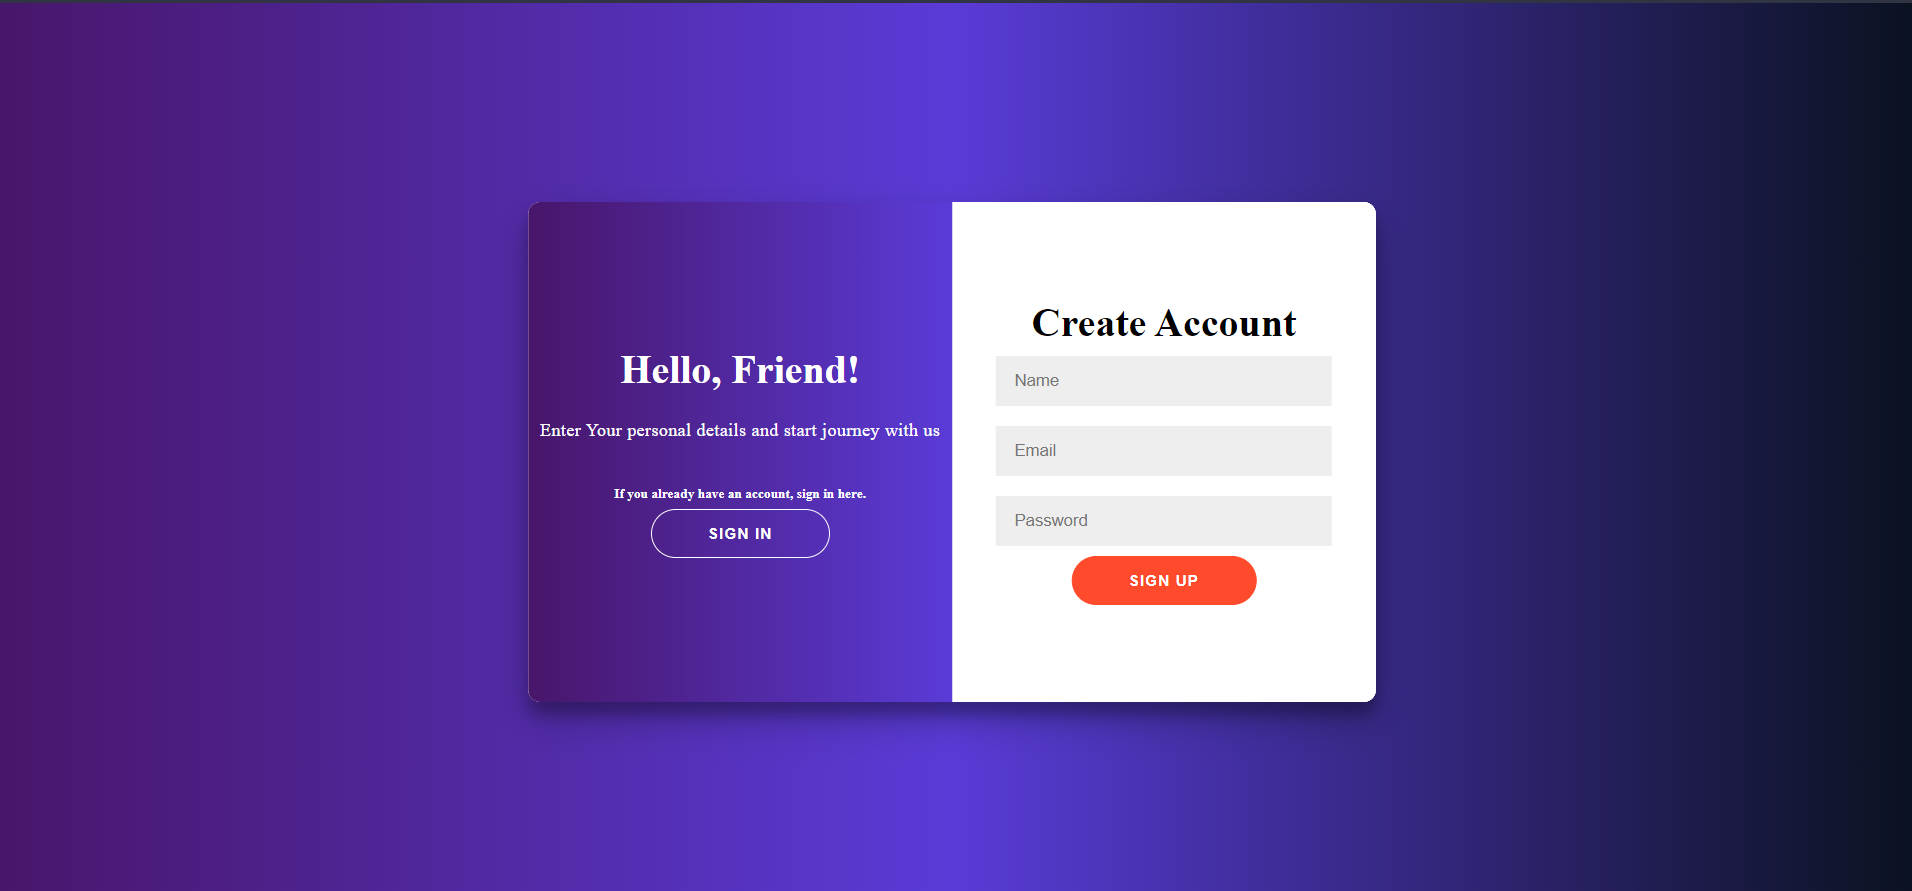 Hello, Friend!
Enter Your personal details and start journey with us
If you already have an account, sign in here.
SIGN IN
Create Account
Name
Email
Password
SIGN UP